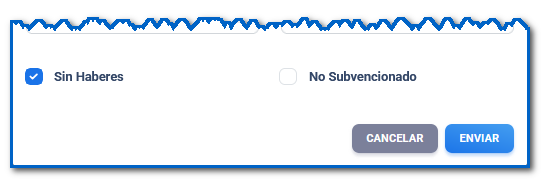 Sin Haberes No Subvencionado
CANCELAR ENVIAR